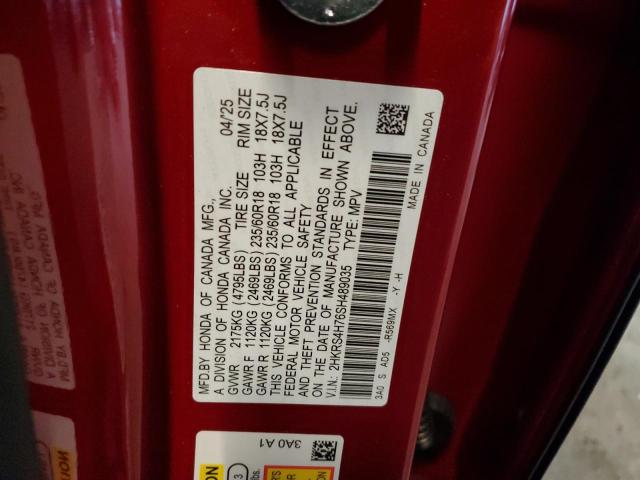 MFD.BY HONDA OF CANADA MFG., 04/25
A DIVISION OF HONDA CANADA INC.
TIRE SIZE RIM SIZE
GVWR 2175KG (4795LBS)
GAWR F 1120KG (2469LBS) 235/60R18 103H 18X7.5J
GAWR R 1120KG (2469LBS) 235/60R18 103H 18X7.5J
THIS VEHICLE CONFORMS TO ALL APPLICABLE
FEDERAL MOTOR VEHICLE SAFETY
AND THEFT PREVENTION STANDARDS IN EFFECT
ON THE DATE OF MANUFACTURE SHOWN ABOVE.
V.I.N.: 2HKRS4H76SH489035 TYPE: MPV
3A0 S AD5 -R569MX -Y -H
MADE IN CANADA
3A0 A1